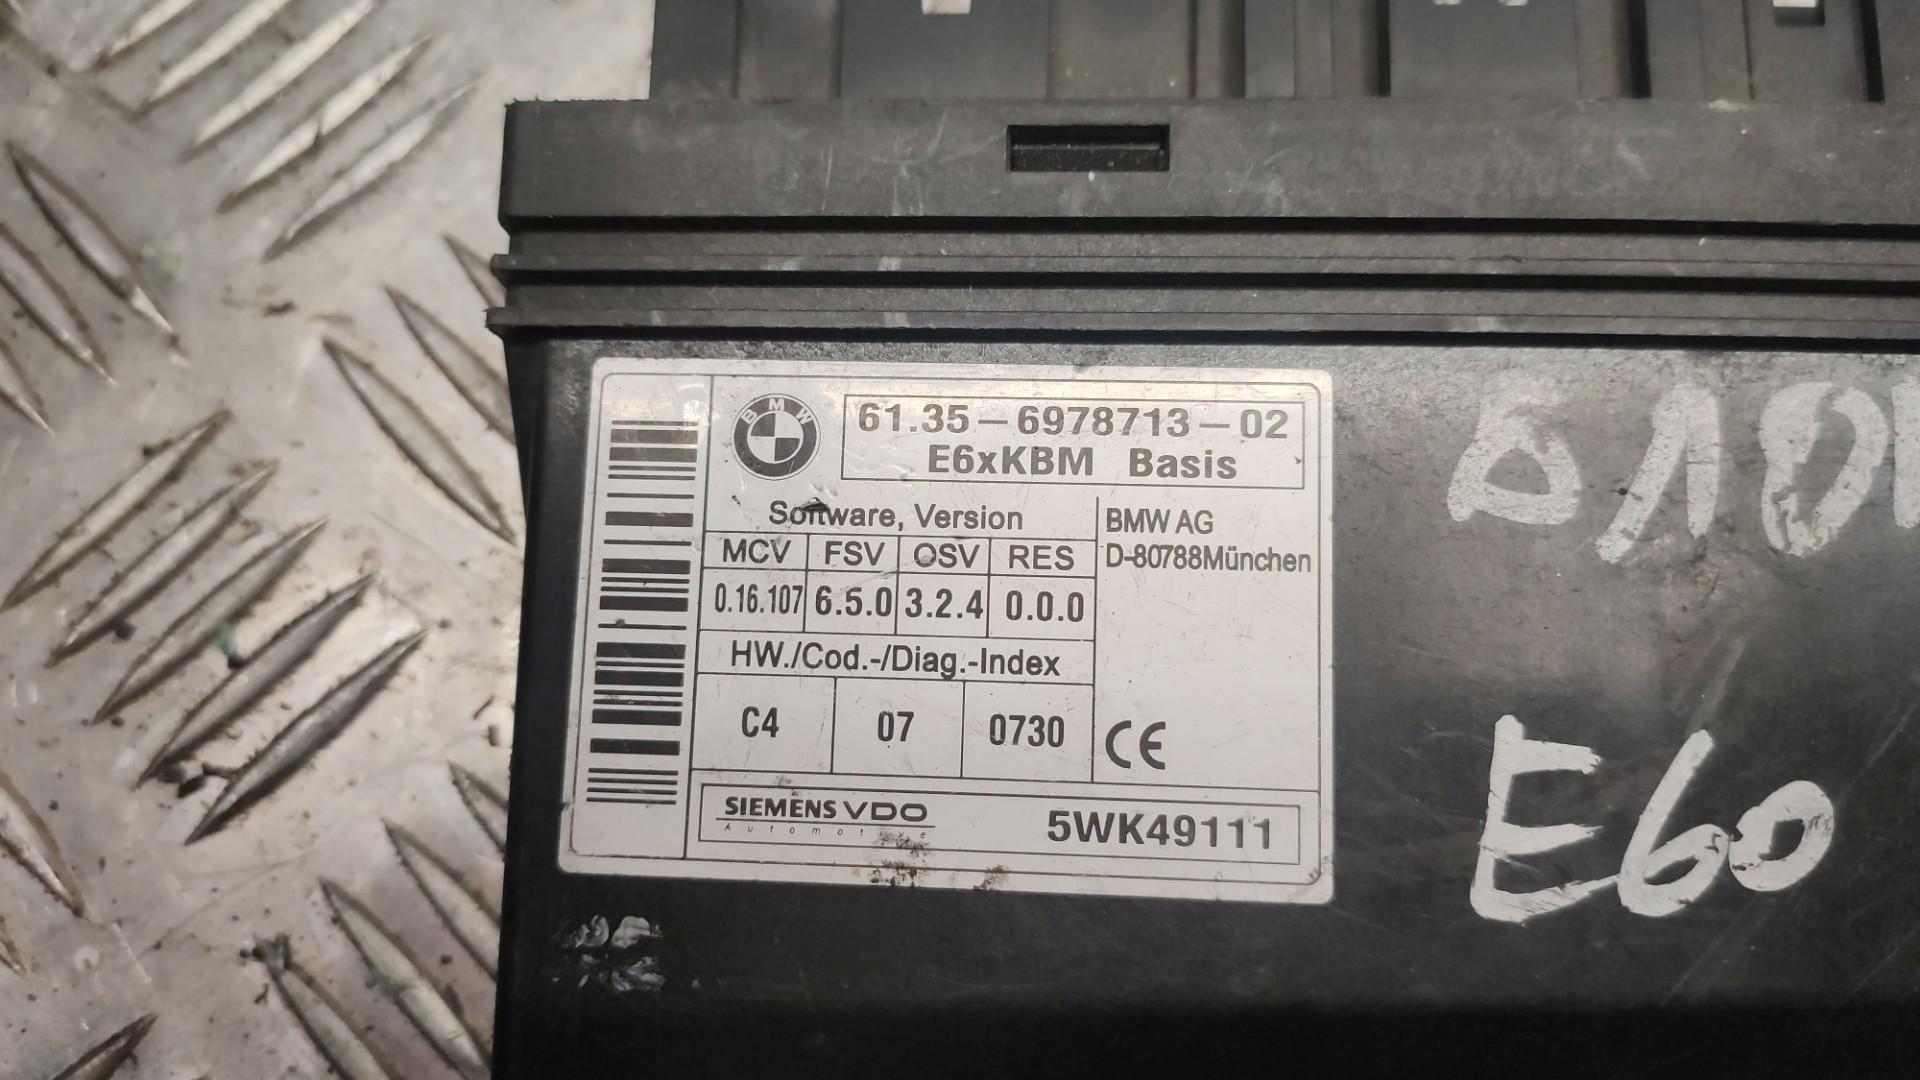 BMW
61.35-6978713-02
E6xKBM Basis
Software, Version
MCV FSV OSV RES
0.16.107 6.5.0 3.2.4 0.0.0
BMW AG
D-80788München
HW./Cod.-/Diag.-Index
C4 07 0730
CE
SIEMENS VDO
Automotive
5WK49111
E60